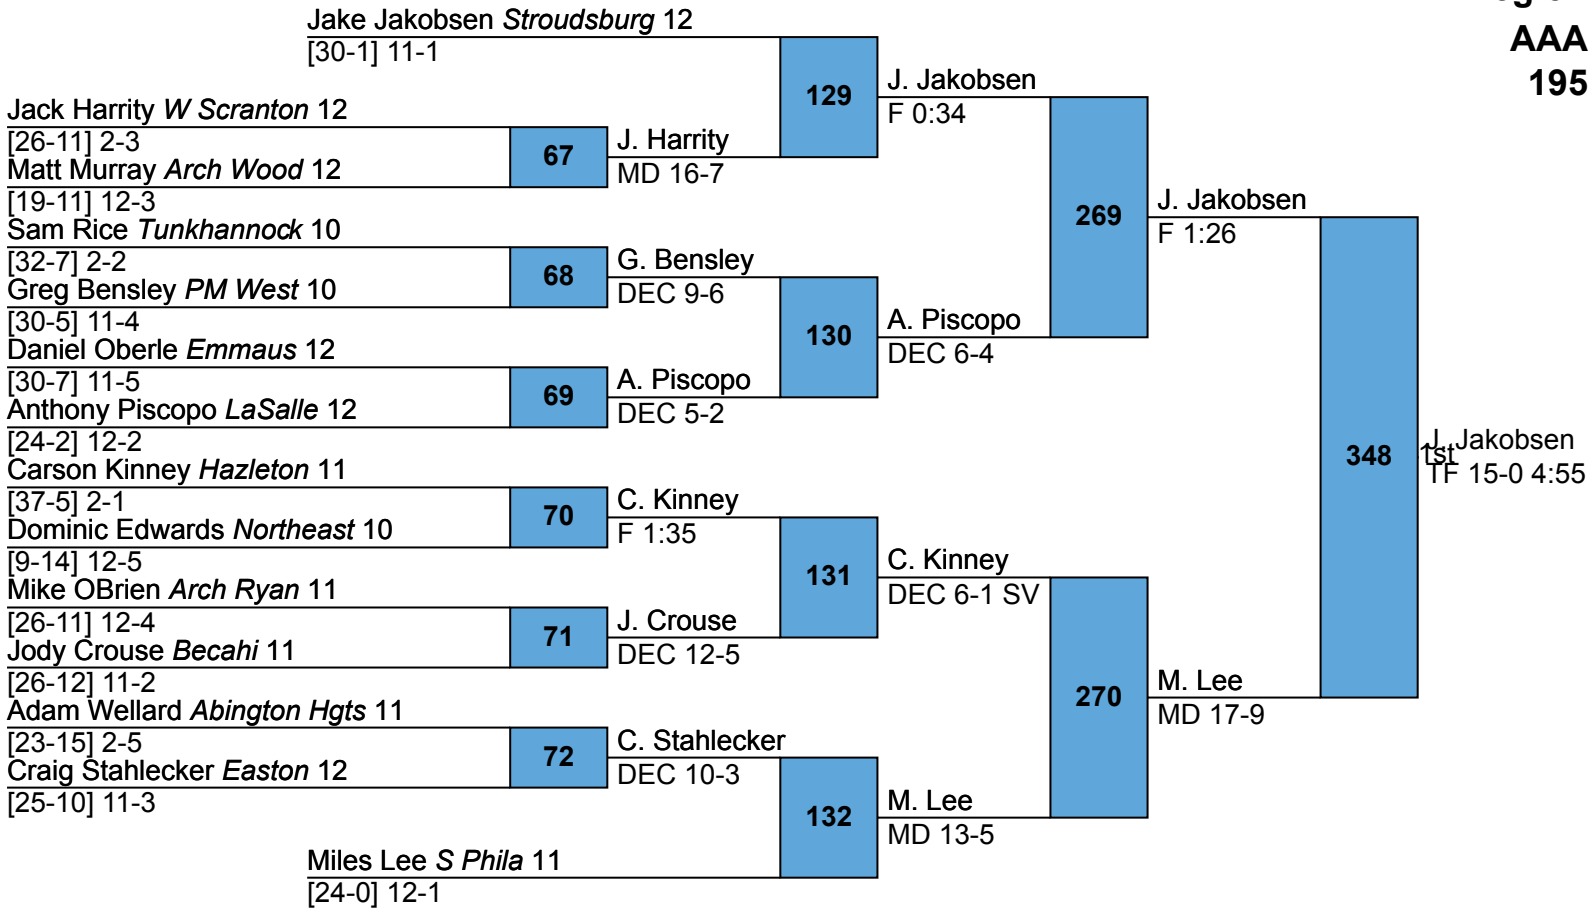 AAA
195
Jake Jakobsen Stroudsburg 12
[30-1] 11-1
129
J. Jakobsen
F 0:34
Jack Harrity W Scranton 12
[26-11] 2-3
67
J. Harrity
MD 16-7
Matt Murray Arch Wood 12
[19-11] 12-3
269
J. Jakobsen
F 1:26
Sam Rice Tunkhannock 10
[32-7] 2-2
68
G. Bensley
DEC 9-6
Greg Bensley PM West 10
[30-5] 11-4
130
A. Piscopo
DEC 6-4
Daniel Oberle Emmaus 12
[30-7] 11-5
69
A. Piscopo
DEC 5-2
Anthony Piscopo LaSalle 12
[24-2] 12-2
348
1st
J. Jakobsen
TF 15-0 4:55
Carson Kinney Hazleton 11
[37-5] 2-1
70
C. Kinney
F 1:35
Dominic Edwards Northeast 10
[9-14] 12-5
131
C. Kinney
DEC 6-1 SV
Mike OBrien Arch Ryan 11
[26-11] 12-4
71
J. Crouse
DEC 12-5
Jody Crouse Becahi 11
[26-12] 11-2
270
M. Lee
MD 17-9
Adam Wellard Abington Hgts 11
[23-15] 2-5
72
C. Stahlecker
DEC 10-3
Craig Stahlecker Easton 12
[25-10] 11-3
132
M. Lee
MD 13-5
Miles Lee S Phila 11
[24-0] 12-1